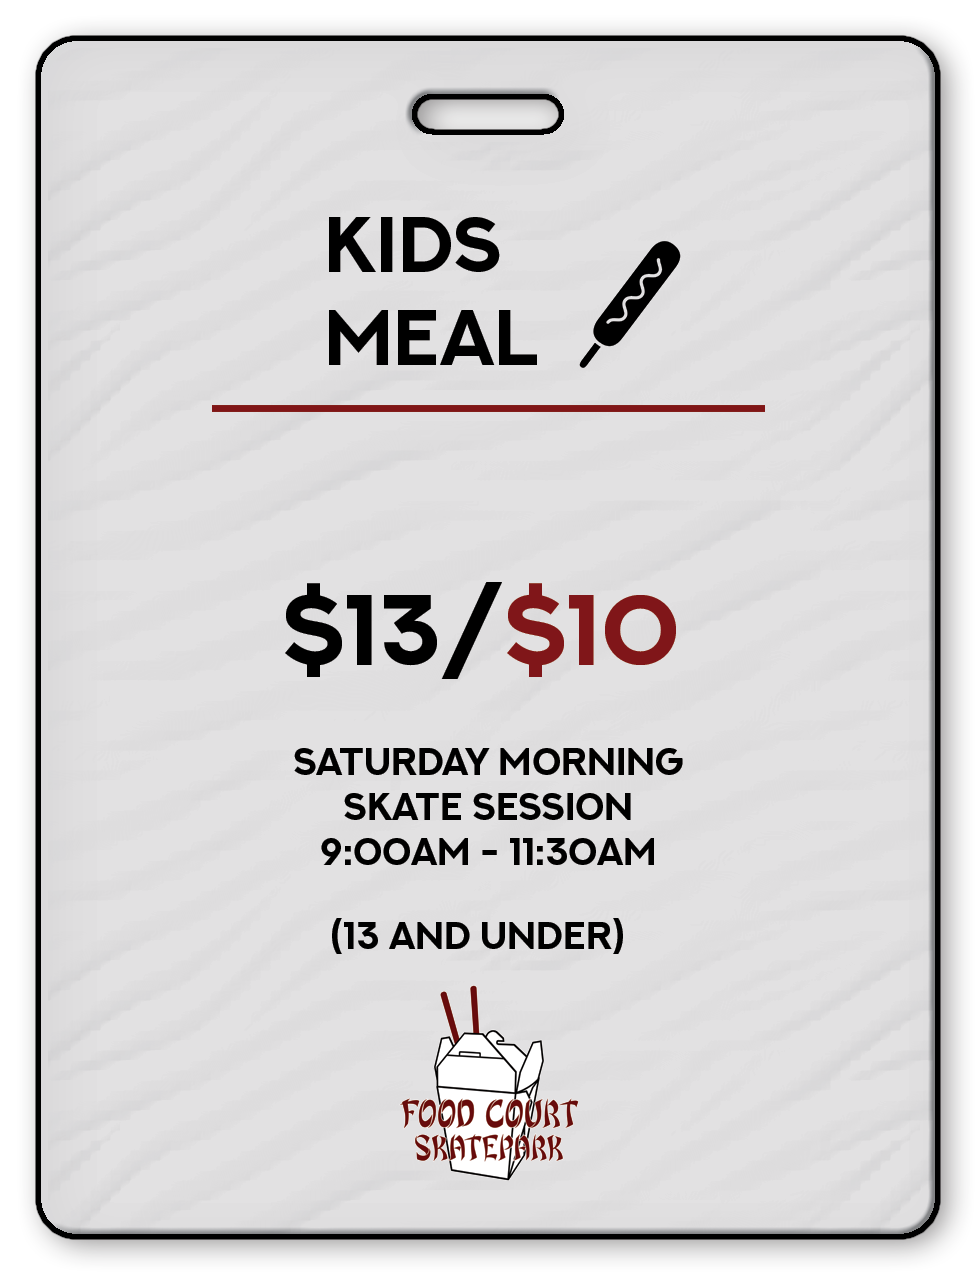 KIDS
MEAL
$13/$10
SATURDAY MORNING
SKATE SESSION
9:00AM - 11:30AM
(13 AND UNDER)
FOOD COURT
SKATEPARK